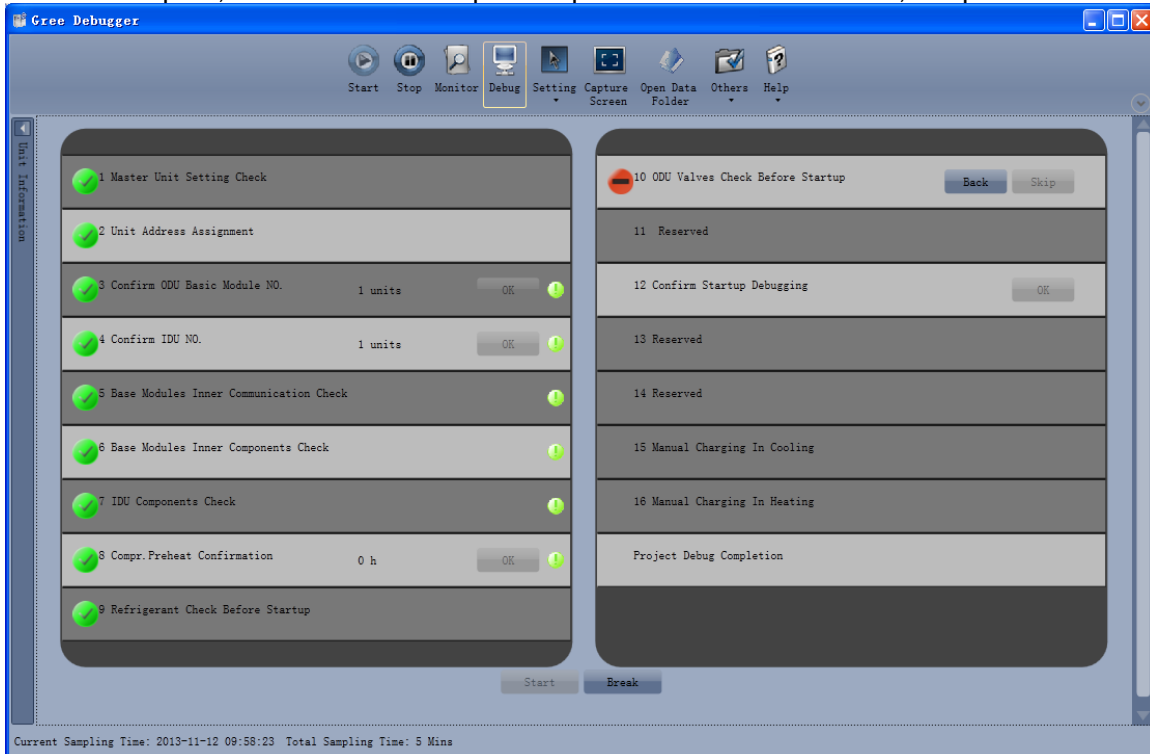 Gree Debugger
Start Stop Monitor Debug Setting Capture Screen Open Data Folder Others Help
Unit Information
1 Master Unit Setting Check
2 Unit Address Assignment
3 Confirm ODU Basic Module NO. 1 units OK
4 Confirm IDU NO. 1 units OK
5 Base Modules Inner Communication Check
6 Base Modules Inner Components Check
7 IDU Components Check
8 Compr.Preheat Confirmation 0 h OK
9 Refrigerant Check Before Startup
10 ODU Valves Check Before Startup Back Skip
11 Reserved
12 Confirm Startup Debugging OK
13 Reserved
14 Reserved
15 Manual Charging In Cooling
16 Manual Charging In Heating
Project Debug Completion
Start Break
Current Sampling Time: 2013-11-12 09:58:23 Total Sampling Time: 5 Mins